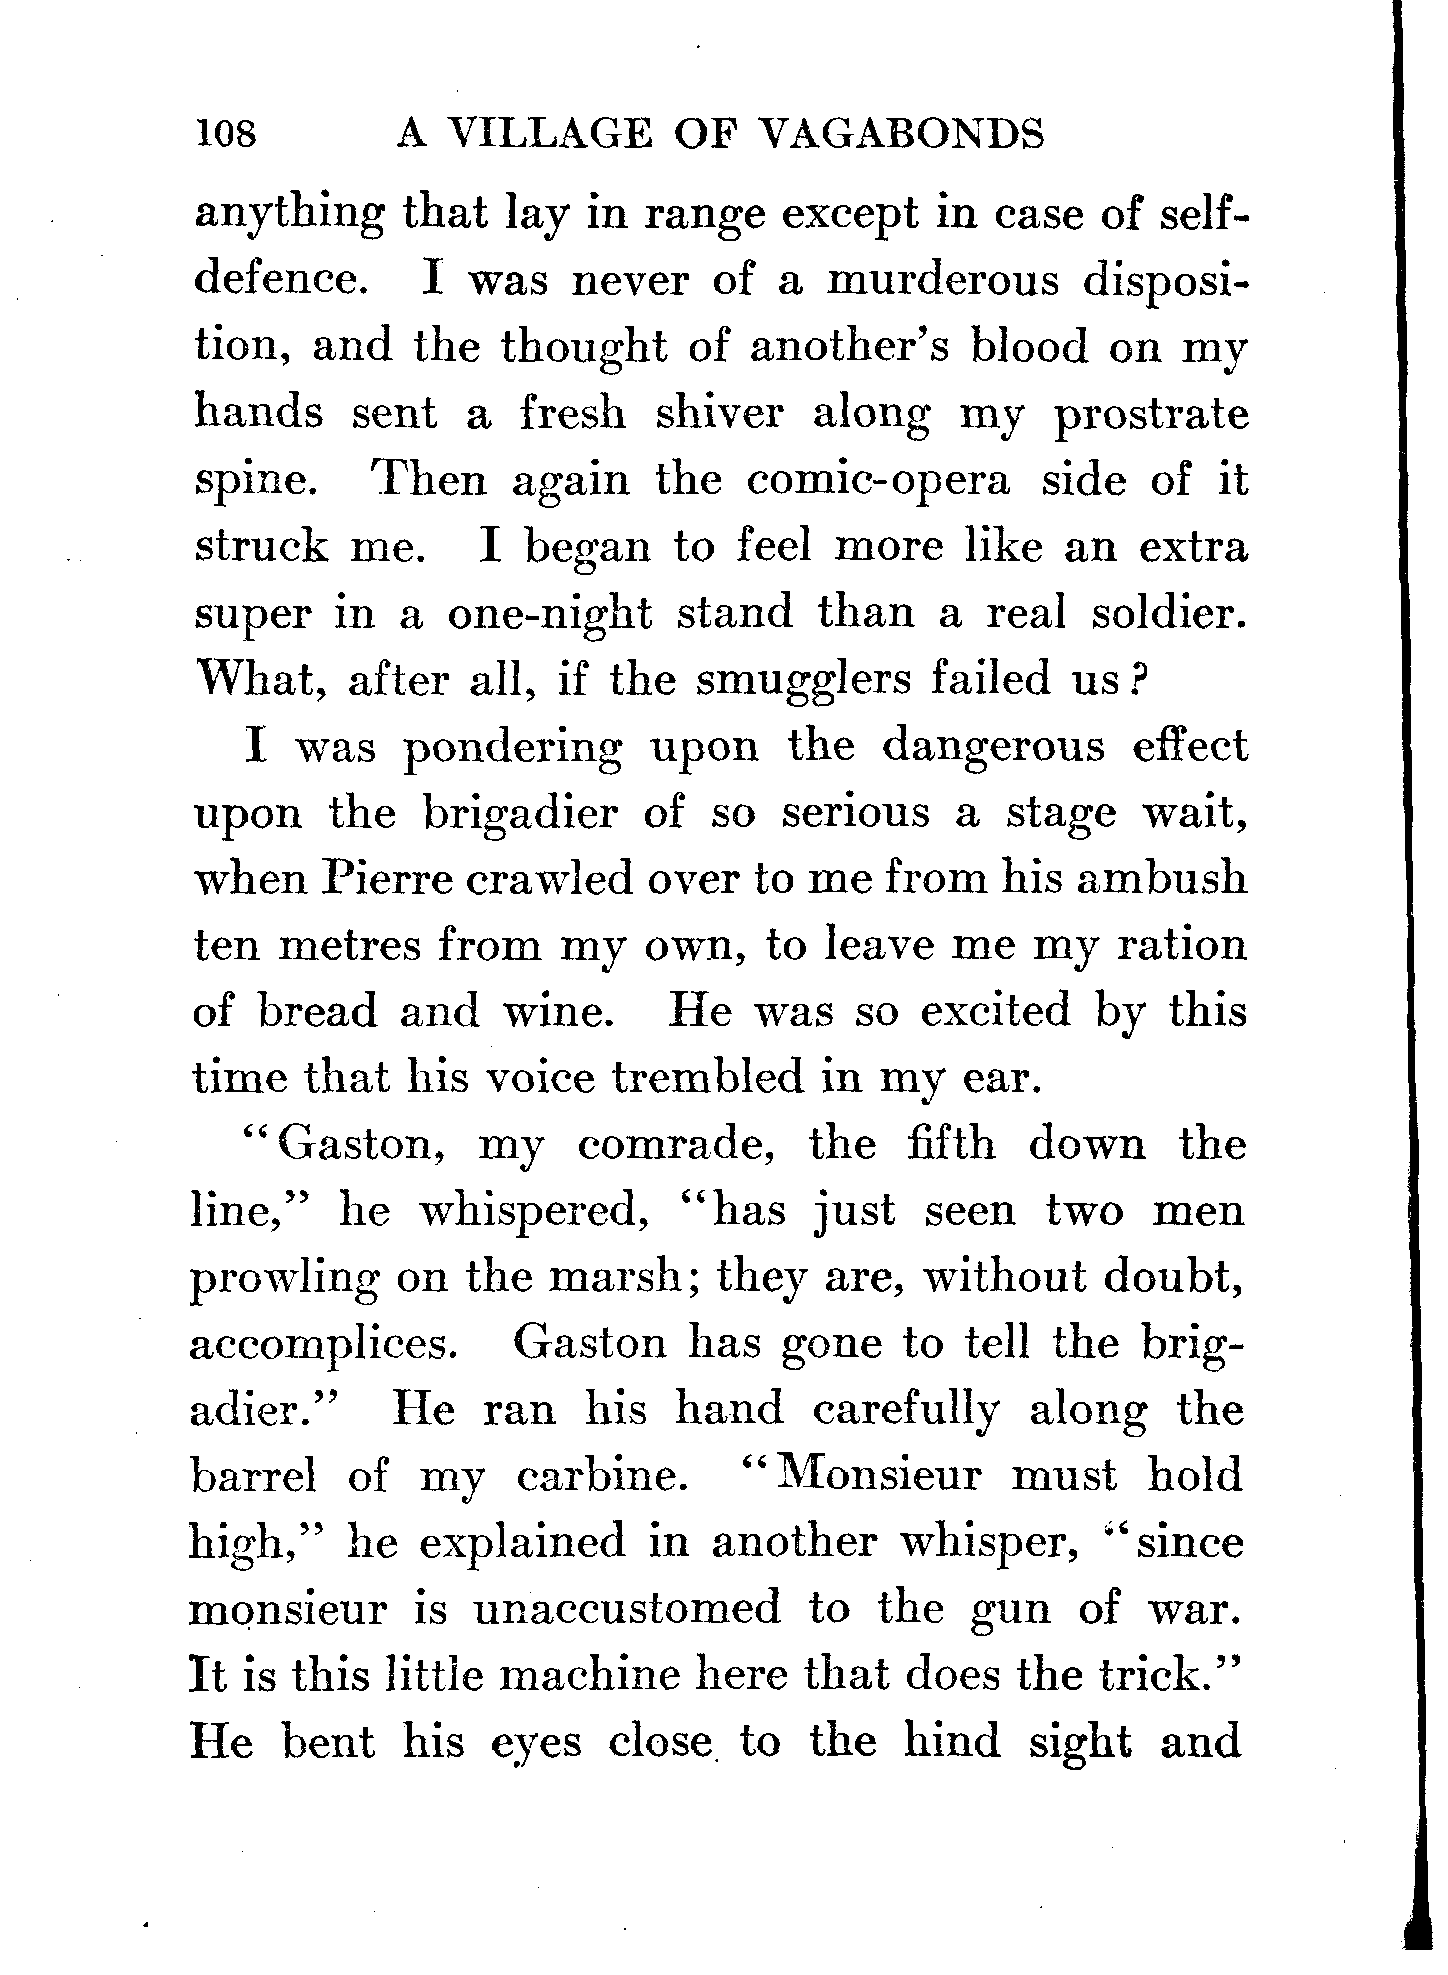 108 A VILLAGE OF VAGABONDS
anything that lay in range except in case of self-
defence. I was never of a murderous disposi-
tion, and the thought of another's blood on my
hands sent a fresh shiver along my prostrate
spine. Then again the comic-opera side of it
struck me. I began to feel more like an extra
super in a one-night stand than a real soldier.
What, after all, if the smugglers failed us?
I was pondering upon the dangerous effect
upon the brigadier of so serious a stage wait,
when Pierre crawled over to me from his ambush
ten metres from my own, to leave me my ration
of bread and wine. He was so excited by this
time that his voice trembled in my ear.
"Gaston, my comrade, the fifth down the
line," he whispered, "has just seen two men
prowling on the marsh; they are, without doubt,
accomplices. Gaston has gone to tell the brig-
adier." He ran his hand carefully along the
barrel of my carbine. "Monsieur must hold
high," he explained in another whisper, "since
monsieur is unaccustomed to the gun of war.
It is this little machine here that does the trick."
He bent his eyes close to the hind sight and